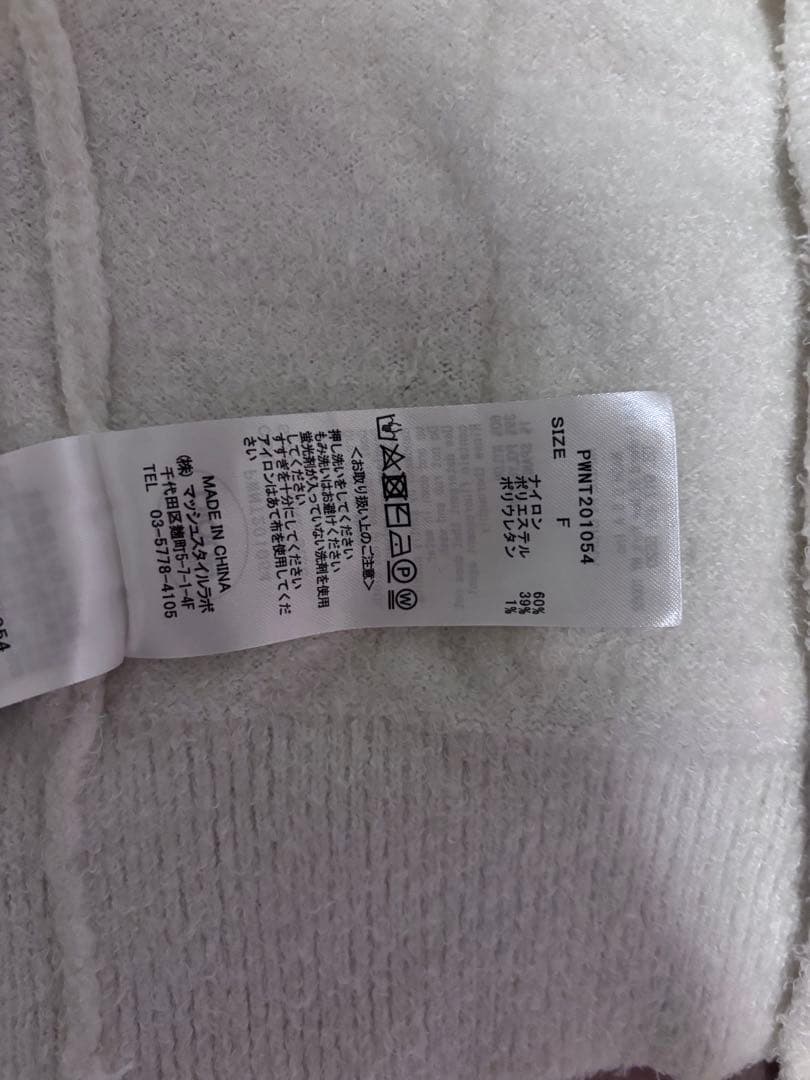 PWNT201054
SIZE F
ナイロン 60%
ポリエステル 39%
ポリウレタン 1%
<お取り扱い上のご注意>
押し洗いをしてください
もみ洗いはお避けください
蛍光剤が入っていない洗剤を使用
してください
すすぎを十分にしてください
アイロンはあて布を使用してくだ
さい
MADE IN CHINA
(株)マッシュスタイルラボ
千代田区麹町5-7-1-4F
TEL 03-5778-4105
054